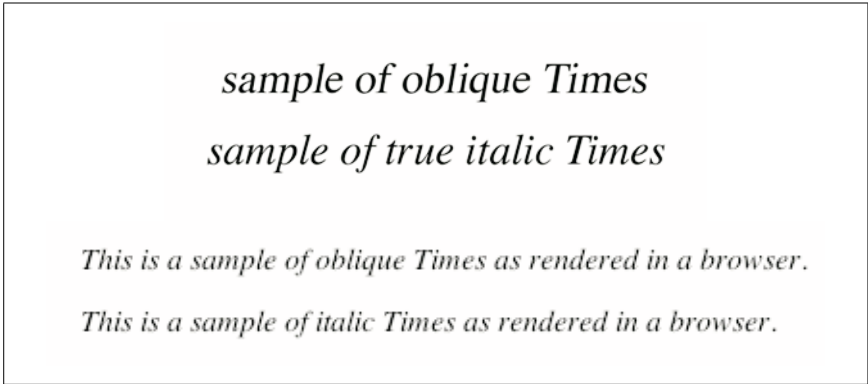 sample of oblique Times
sample of true italic Times
This is a sample of oblique Times as rendered in a browser.
This is a sample of italic Times as rendered in a browser.